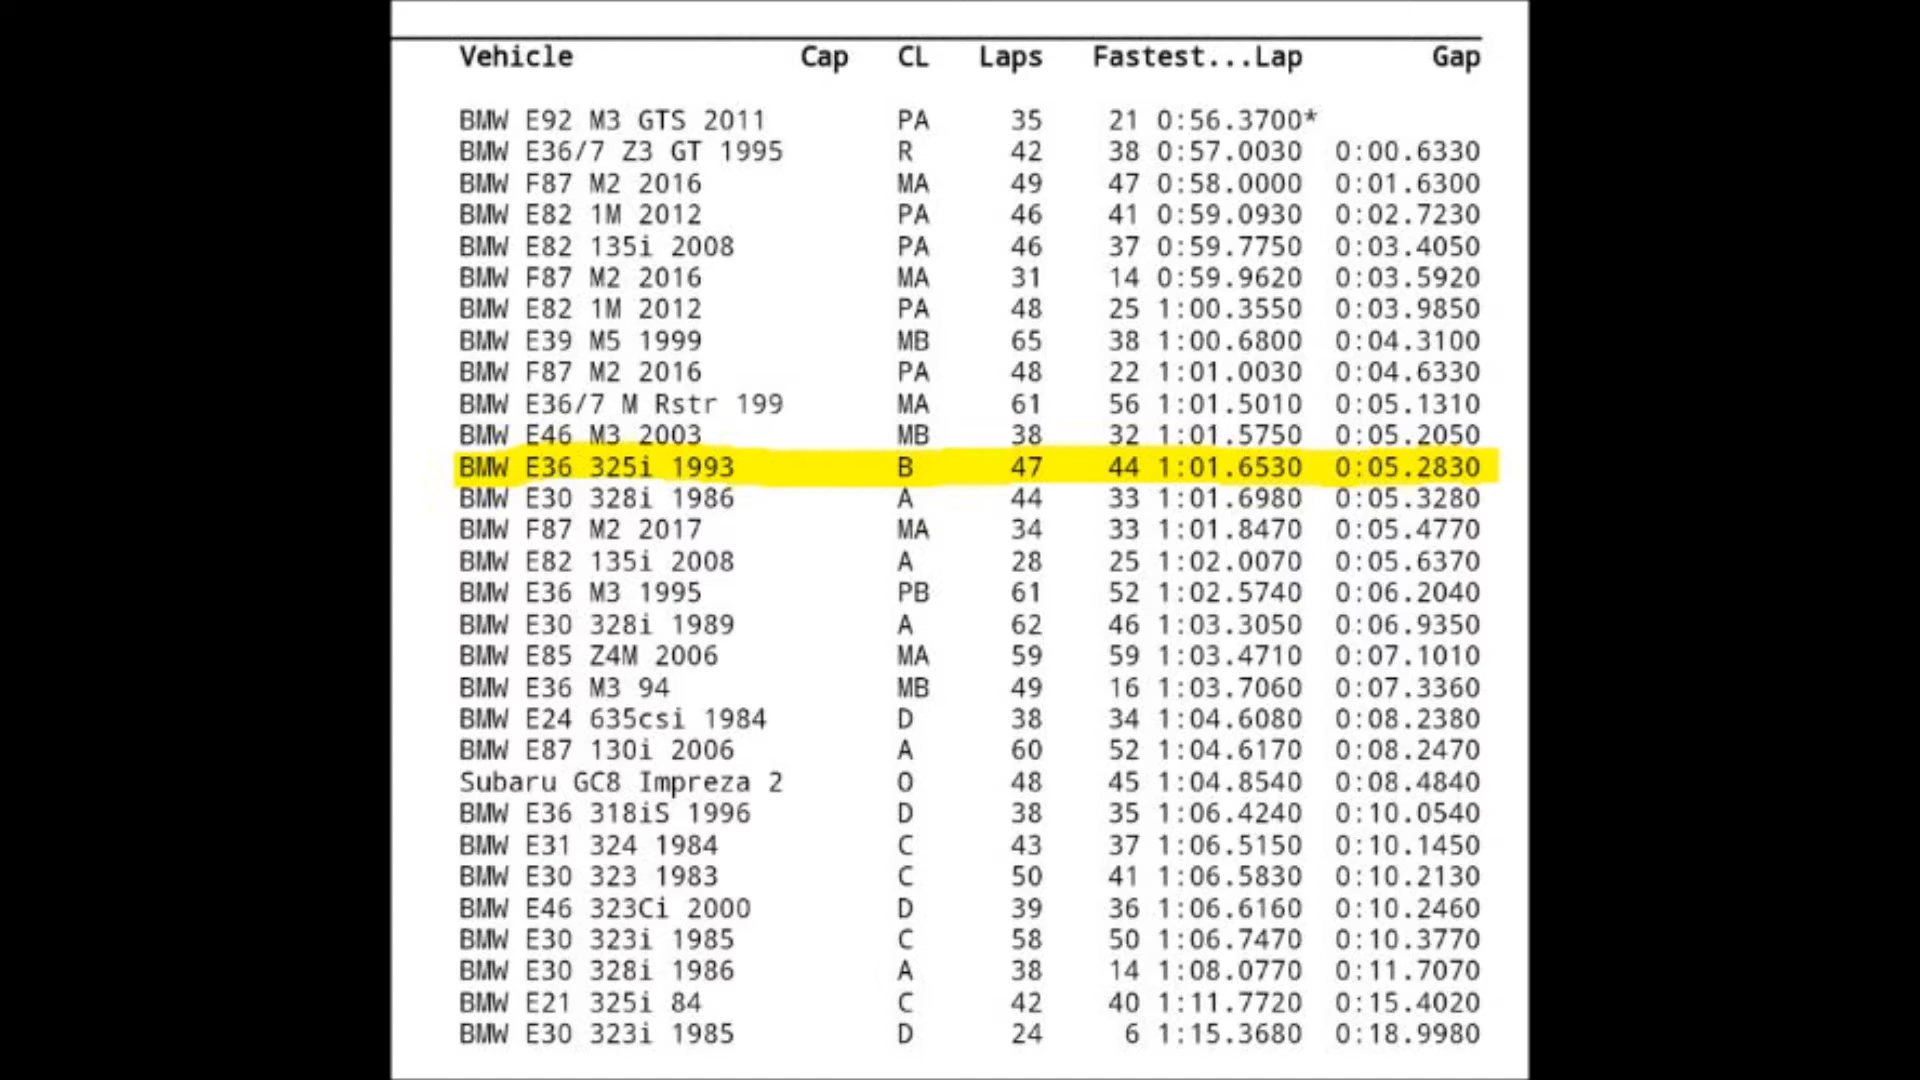 Vehicle Cap CL Laps Fastest...Lap Gap
BMW E92 M3 GTS 2011 PA 35 21 0:56.3700*
BMW E36/7 Z3 GT 1995 R 42 38 0:57.0030 0:00.6330
BMW F87 M2 2016 MA 49 47 0:58.0000 0:01.6300
BMW E82 1M 2012 PA 46 41 0:59.0930 0:02.7230
BMW E82 135i 2008 PA 46 37 0:59.7750 0:03.4050
BMW F87 M2 2016 MA 31 14 0:59.9620 0:03.5920
BMW E82 1M 2012 PA 48 25 1:00.3550 0:03.9850
BMW E39 M5 1999 MB 65 38 1:00.6800 0:04.3100
BMW F87 M2 2016 PA 48 22 1:01.0030 0:04.6330
BMW E36/7 M Rstr 199 MA 61 56 1:01.5010 0:05.1310
BMW E46 M3 2003 MB 38 32 1:01.5750 0:05.2050
BMW E36 325i 1993 B 47 44 1:01.6530 0:05.2830
BMW E30 328i 1986 A 44 33 1:01.6980 0:05.3280
BMW F87 M2 2017 MA 34 33 1:01.8470 0:05.4770
BMW E82 135i 2008 A 28 25 1:02.0070 0:05.6370
BMW E36 M3 1995 PB 61 52 1:02.5740 0:06.2040
BMW E30 328i 1989 A 62 46 1:03.3050 0:06.9350
BMW E85 Z4M 2006 MA 59 59 1:03.4710 0:07.1010
BMW E36 M3 94 MB 49 16 1:03.7060 0:07.3360
BMW E24 635csi 1984 D 38 34 1:04.6080 0:08.2380
BMW E87 130i 2006 A 60 52 1:04.6170 0:08.2470
Subaru GC8 Impreza 2 O 48 45 1:04.8540 0:08.4840
BMW E36 318iS 1996 D 38 35 1:06.4240 0:10.0540
BMW E31 324 1984 C 43 37 1:06.5150 0:10.1450
BMW E30 323 1983 C 50 41 1:06.5830 0:10.2130
BMW E46 323Ci 2000 D 39 36 1:06.6160 0:10.2460
BMW E30 323i 1985 C 58 50 1:06.7470 0:10.3770
BMW E30 328i 1986 A 38 14 1:08.0770 0:11.7070
BMW E21 325i 84 C 42 40 1:11.7720 0:15.4020
BMW E30 323i 1985 D 24 6 1:15.3680 0:18.9980